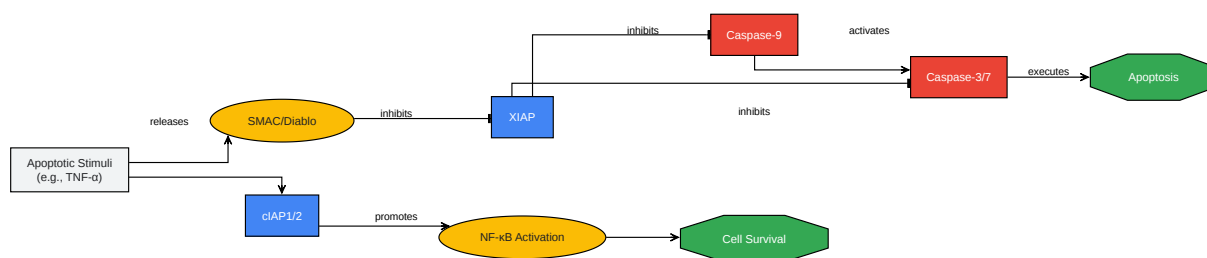 Caspase-9
inhibits
activates
Caspase-3/7
executes
Apoptosis
SMAC/Diablo
inhibits
XIAP
inhibits
releases
Apoptotic Stimuli
(e.g., TNF-α)
cIAP1/2
promotes
NF-κB Activation
Cell Survival